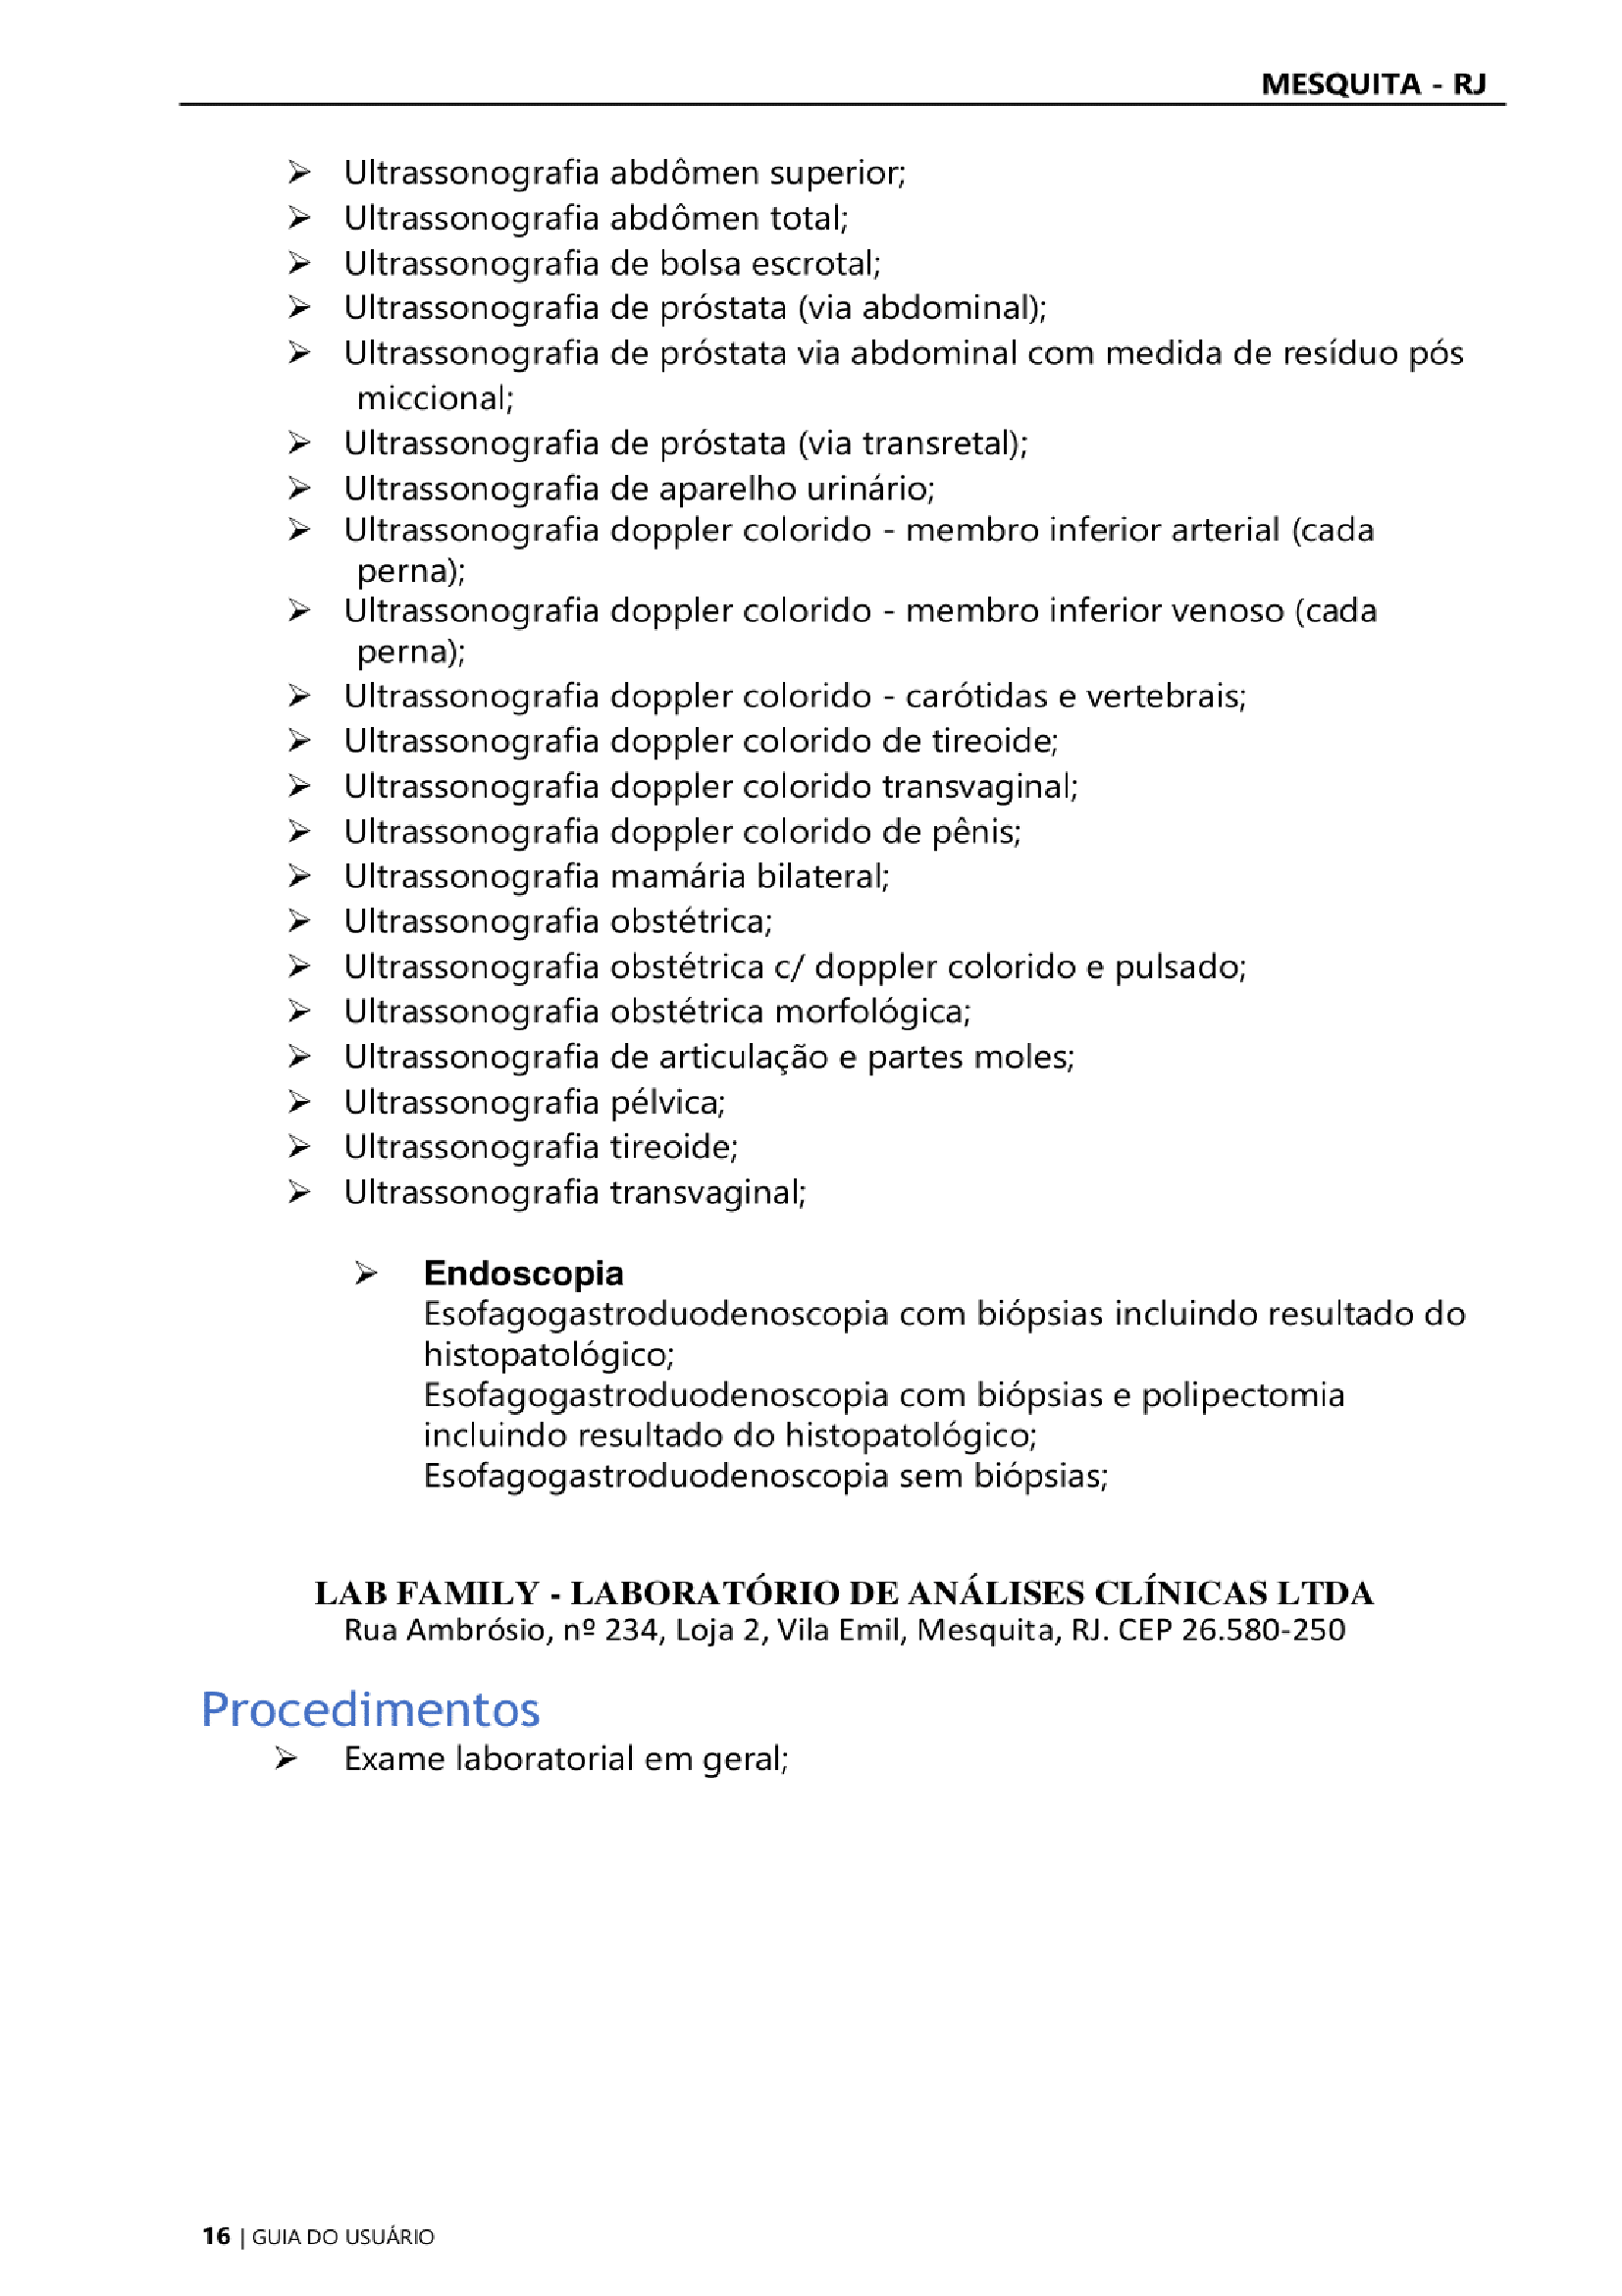 MESQUITA - RJ
➢ Ultrassonografia abdômen superior;
➢ Ultrassonografia abdômen total;
➢ Ultrassonografia de bolsa escrotal;
➢ Ultrassonografia de próstata (via abdominal);
➢ Ultrassonografia de próstata via abdominal com medida de resíduo pós
miccional;
➢ Ultrassonografia de próstata (via transretal);
➢ Ultrassonografia de aparelho urinário;
➢ Ultrassonografia doppler colorido - membro inferior arterial (cada
perna);
➢ Ultrassonografia doppler colorido - membro inferior venoso (cada
perna);
➢ Ultrassonografia doppler colorido - carótidas e vertebrais;
➢ Ultrassonografia doppler colorido de tireoide;
➢ Ultrassonografia doppler colorido transvaginal;
➢ Ultrassonografia doppler colorido de pênis;
➢ Ultrassonografia mamária bilateral;
➢ Ultrassonografia obstétrica;
➢ Ultrassonografia obstétrica c/ doppler colorido e pulsado;
➢ Ultrassonografia obstétrica morfológica;
➢ Ultrassonografia de articulação e partes moles;
➢ Ultrassonografia pélvica;
➢ Ultrassonografia tireoide;
➢ Ultrassonografia transvaginal;
➢ Endoscopia
Esofagogastroduodenoscopia com biópsias incluindo resultado do
histopatológico;
Esofagogastroduodenoscopia com biópsias e polipectomia
incluindo resultado do histopatológico;
Esofagogastroduodenoscopia sem biópsias;
LAB FAMILY - LABORATÓRIO DE ANÁLISES CLÍNICAS LTDA
Rua Ambrósio, nº 234, Loja 2, Vila Emil, Mesquita, RJ. CEP 26.580-250
Procedimentos
➢ Exame laboratorial em geral;
16 | GUIA DO USUÁRIO